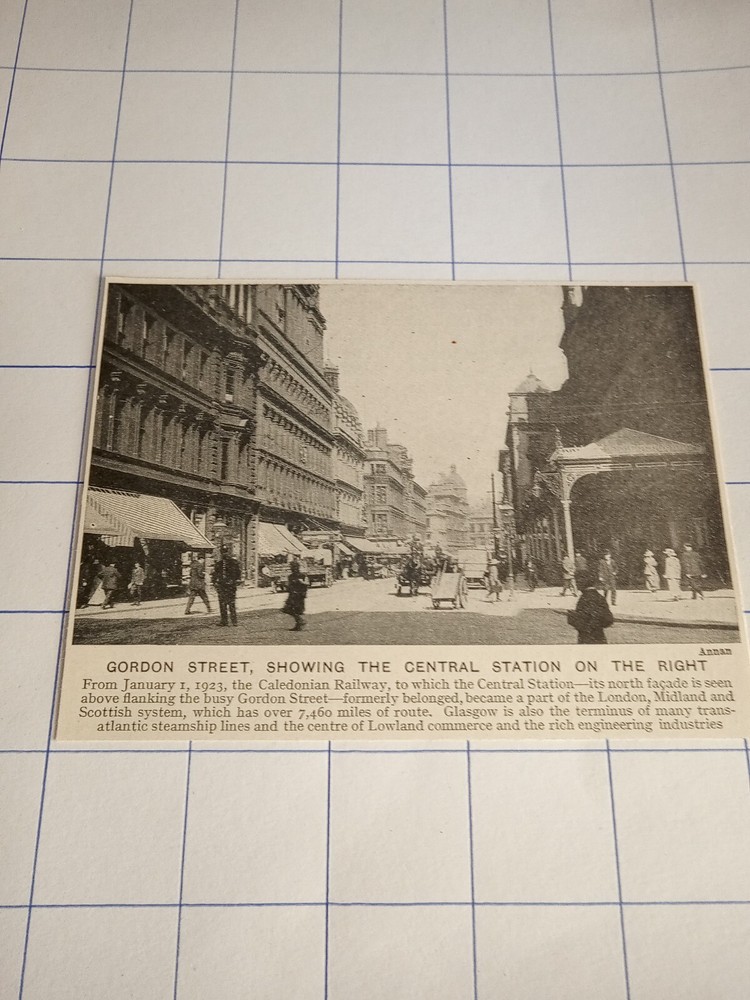 Annan
GORDON STREET, SHOWING THE CENTRAL STATION ON THE RIGHT
From January 1, 1923, the Caledonian Railway, to which the Central Station—its north façade is seen
above flanking the busy Gordon Street—formerly belonged, became a part of the London, Midland and
Scottish system, which has over 7,460 miles of route. Glasgow is also the terminus of many trans-
atlantic steamship lines and the centre of Lowland commerce and the rich engineering industries